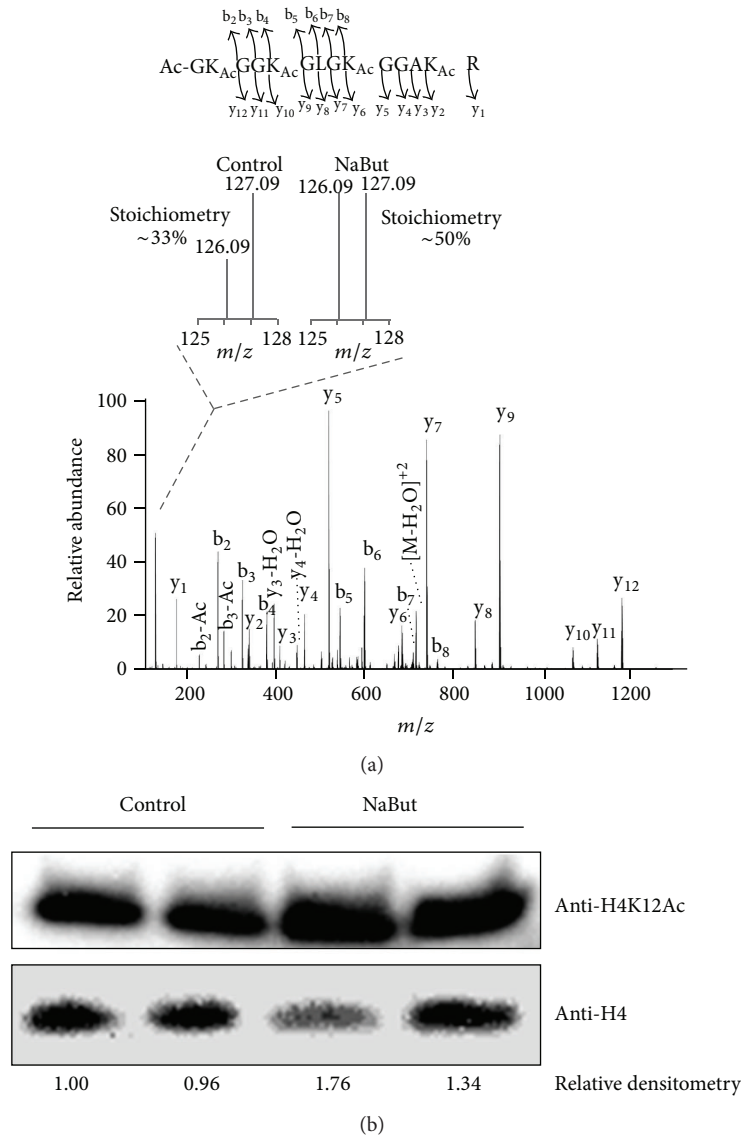 b₂ b₃ b₄ b₅ b₆ b₇ b₈
Ac-GK_Ac GGK_Ac GLGK_Ac GGAK_Ac R
y₁₂ y₁₁ y₁₀ y₉ y₈ y₇ y₆ y₅ y₄ y₃ y₂ y₁
Control
NaBut
127.09
126.09 127.09
Stoichiometry
~33%
126.09
Stoichiometry
~50%
125 128
m/z
125 128
m/z
Relative abundance
100
80
60
40
20
0
y₁
b₂-Ac
b₂
b₃-Ac
b₃
y₂
b₄
y₃-H₂O
y₃
y₄-H₂O
y₄
y₅
b₅
b₆
y₆
b₇
[M-H₂O]⁺²
y₇
b₈
y₈
y₉
y₁₀
y₁₁
y₁₂
200 400 600 800 1000 1200
m/z
(a)
Control NaBut
Anti-H4K12Ac
Anti-H4
1.00 0.96 1.76 1.34 Relative densitometry
(b)